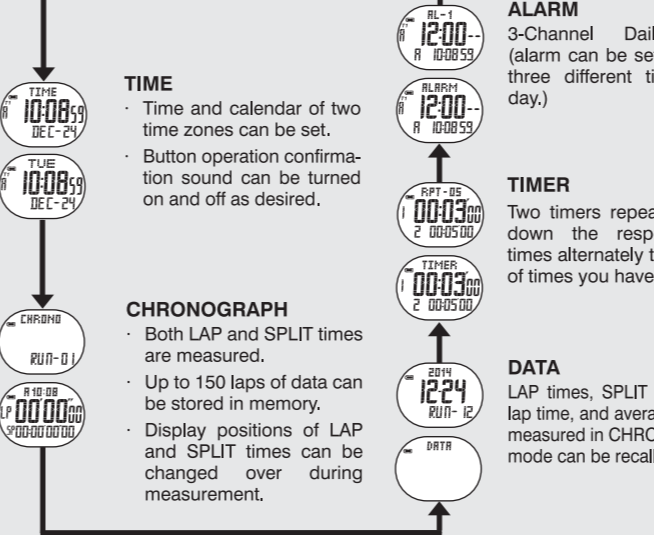 TIME
10:08 59
DEC-24
TUE
10:08 59
DEC-24
TIME
· Time and calendar of two
time zones can be set.
· Button operation confirma-
tion sound can be turned
on and off as desired.
CHRONO
RUN-01
A 10:08
LP 00'00"00
SP 00:00'00"00
CHRONOGRAPH
· Both LAP and SPLIT times
are measured.
· Up to 150 laps of data can
be stored in memory.
· Display positions of LAP
and SPLIT times can be
changed over during
measurement.
AL-1
A 12:00--
A 10:08 59
ALARM
A 12:00--
A 10:08 59
ALARM
3-Channel
(alarm can be
three different
day.)
RPT-05
1 00:03'00
2 00:05'00
TIMER
1 00:03'00
2 00:05'00
TIMER
Two timers
down the
times alternately
of times you have
2014
12-24
RUN-12
DATA
DATA
LAP times, SPLIT
lap time, and
measured in
mode can be